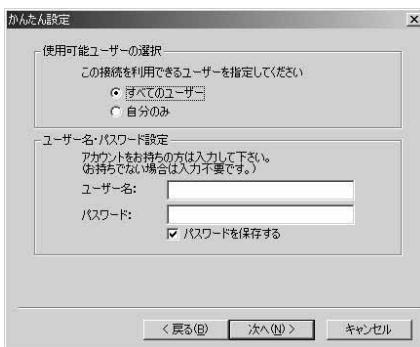 かんたん設定
使用可能ユーザーの選択
この接続を利用できるユーザーを指定してください
すべてのユーザー
自分のみ
ユーザー名・パスワード設定
アカウントをお持ちの方は入力して下さい。
(お持ちでない場合は入力不要です。)
ユーザー名:
パスワード:
パスワードを保存する
< 戻る(B)
次へ(N) >
キャンセル